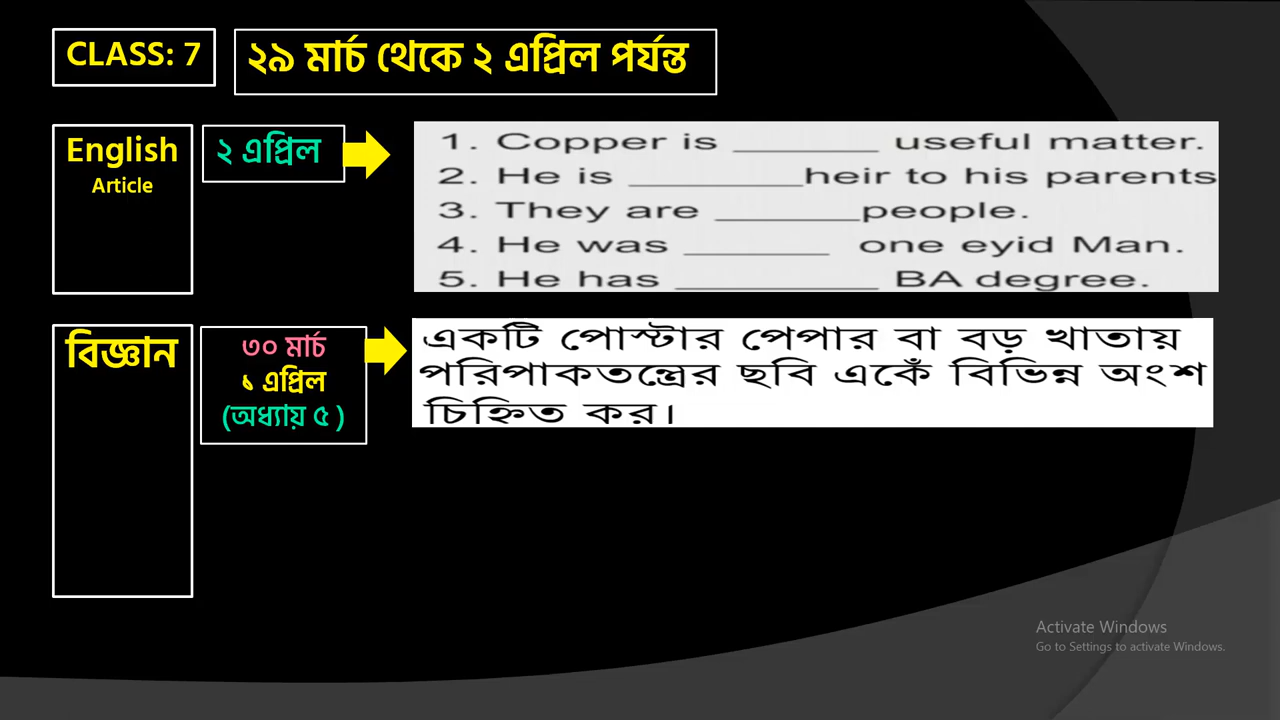 CLASS: 7
২৯ মার্চ থেকে ২ এপ্রিল পর্যন্ত
English
Article
২ এপ্রিল
1. Copper is ________ useful matter.
2. He is __________heir to his parents
3. They are ________people.
4. He was ________ one eyid Man.
5. He has ___________ BA degree.
বিজ্ঞান
৩০ মার্চ
১ এপ্রিল
(অধ্যায় ৫ )
একটি পোস্টার পেপার বা বড় খাতায়
পরিপাকতন্ত্রের ছবি একেঁ বিভিন্ন অংশ
চিহ্নিত কর।
Activate Windows
Go to Settings to activate Windows.